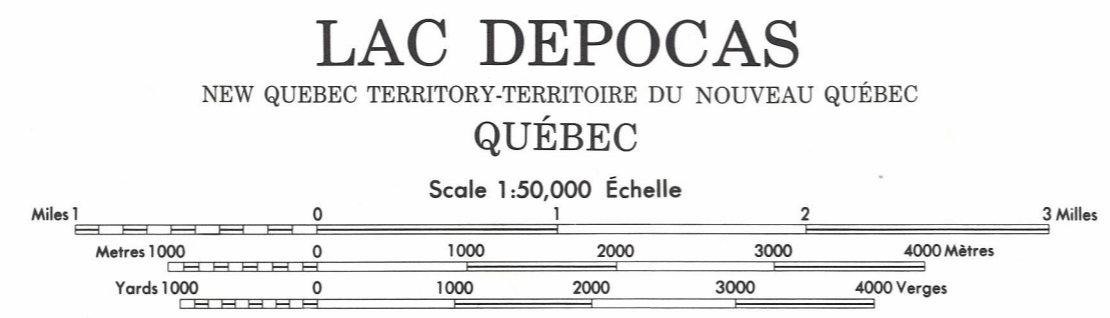 LAC DEPOCAS
NEW QUEBEC TERRITORY-TERRITOIRE DU NOUVEAU QUÉBEC
QUÉBEC
Scale 1:50,000 Échelle
Miles 1 0 1 2 3 Milles
Metres 1000 0 1000 2000 3000 4000 Mètres
Yards 1000 0 1000 2000 3000 4000 Verges